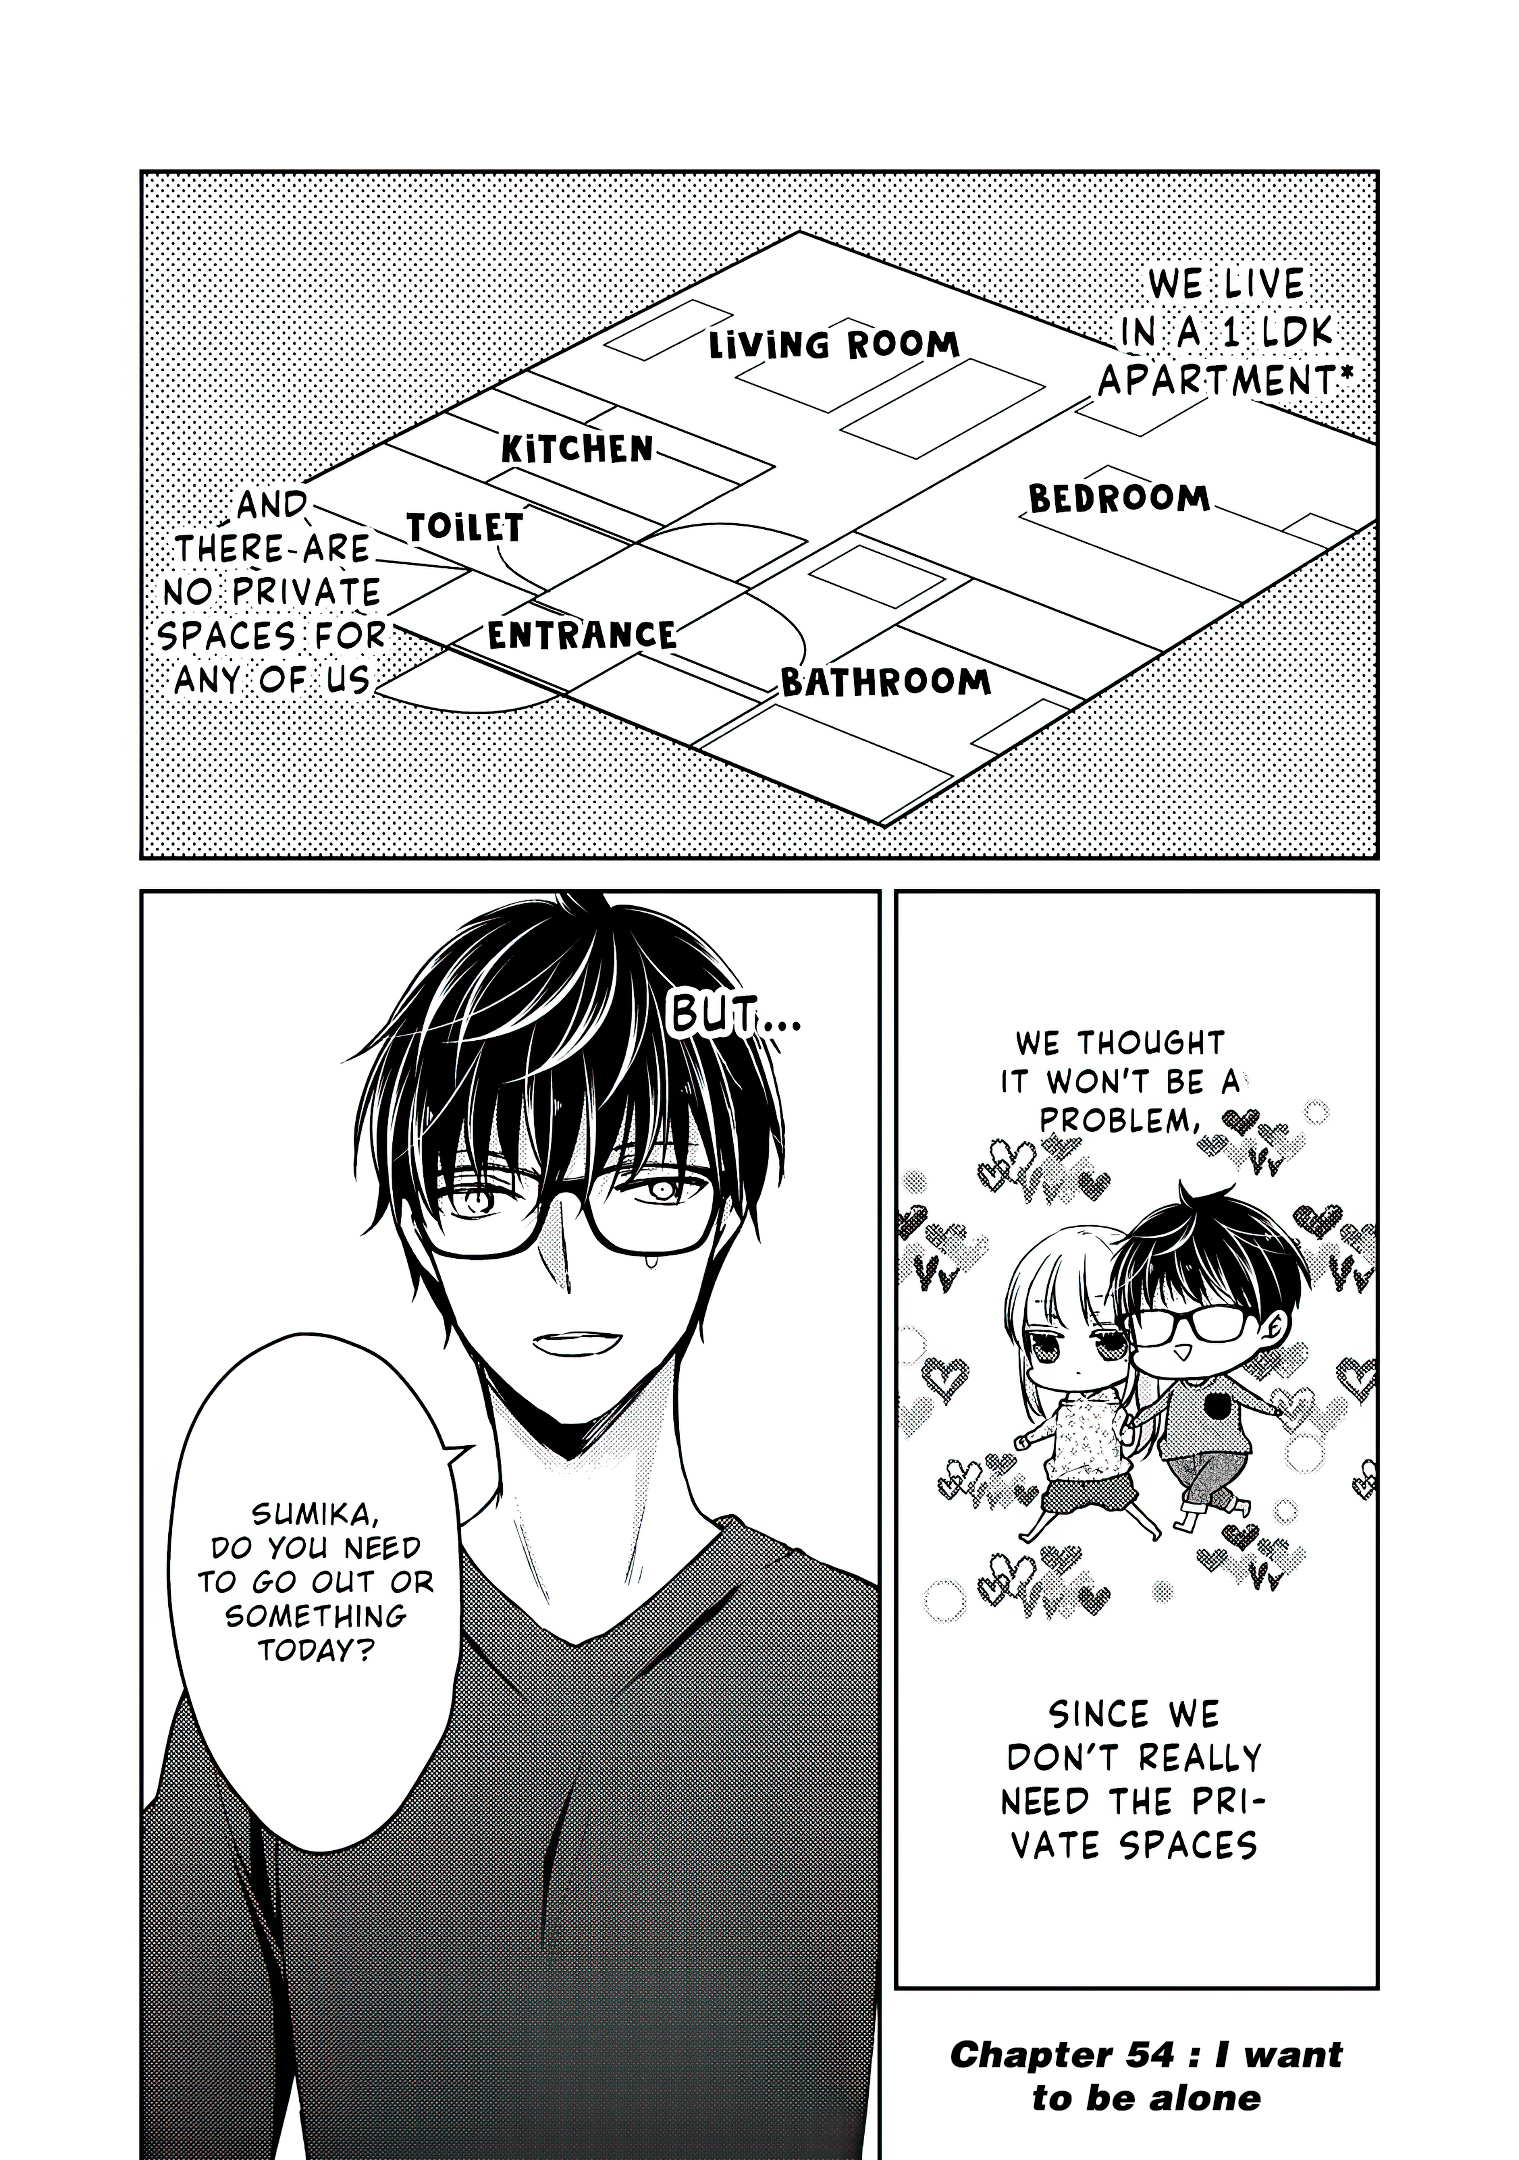 WE LIVE
IN A 1 LDK
APARTMENT*
LIVING ROOM
KITCHEN
BEDROOM
TOILET
ENTRANCE
BATHROOM
AND
THERE ARE
NO PRIVATE
SPACES FOR
ANY OF US
WE THOUGHT
IT WON'T BE A
PROBLEM,
SINCE WE
DON'T REALLY
NEED THE PRI-
VATE SPACES
BUT...
SUMIKA,
DO YOU NEED
TO GO OUT OR
SOMETHING
TODAY?
Chapter 54 : I want
to be alone